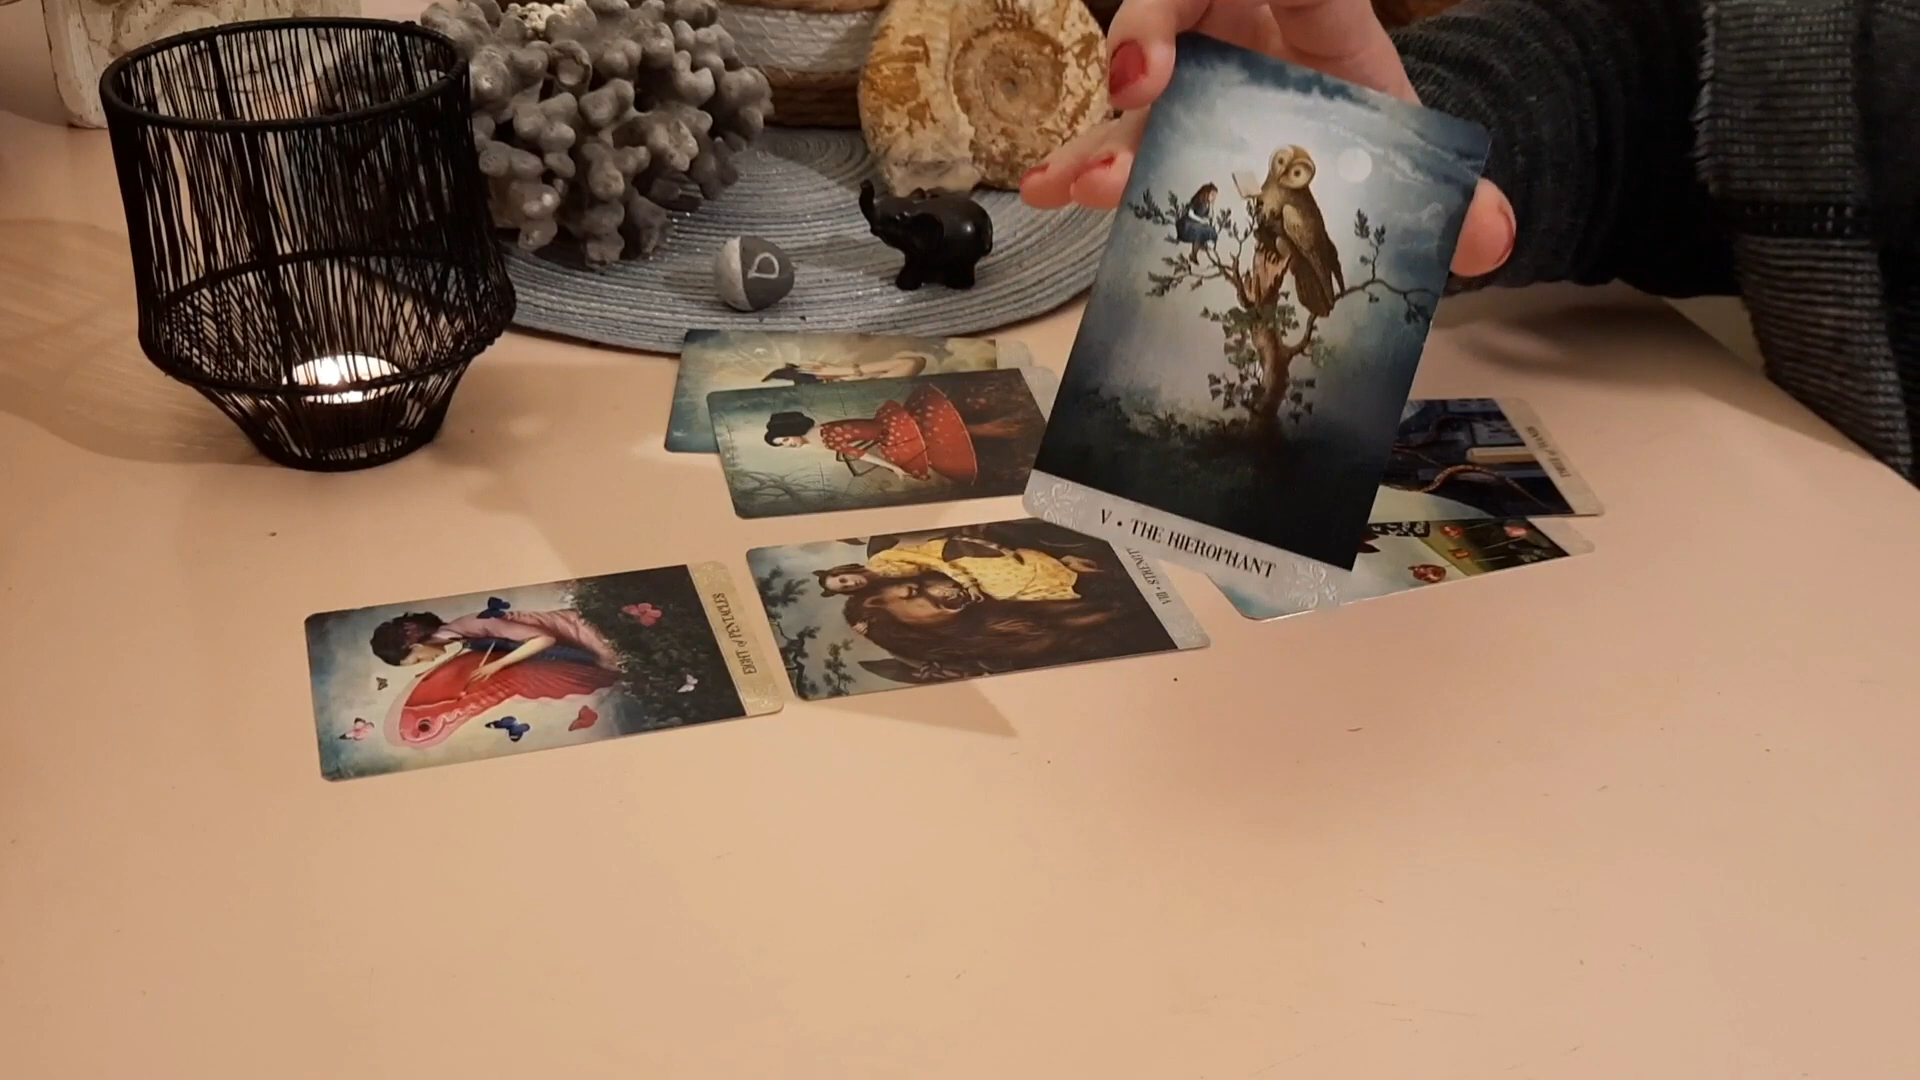 V • THE HIEROPHANT
VIII • STRENGTH
EIGHT of PENTACLES
D